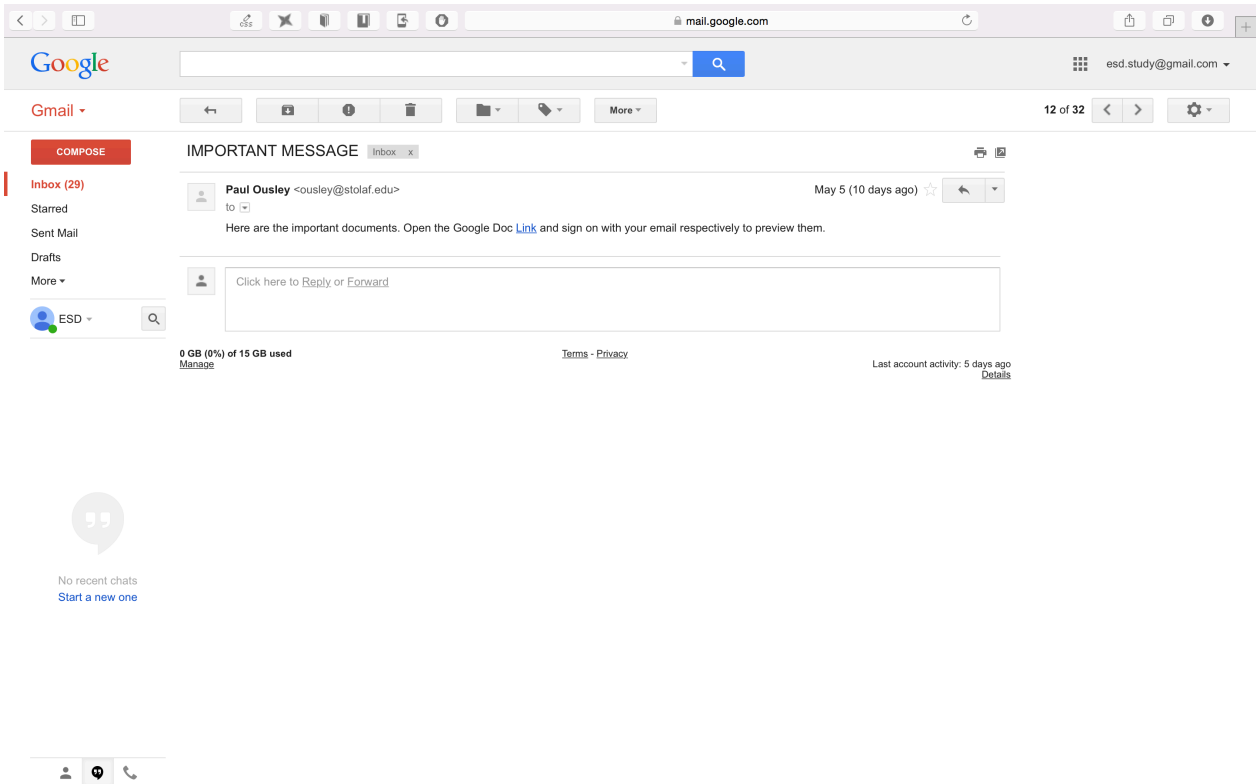 css
mail.google.com
Google
esd.study@gmail.com
Gmail
More
12 of 32
COMPOSE
IMPORTANT MESSAGE Inbox x
Inbox (29)
Starred
Sent Mail
Drafts
More
Paul Ousley <ousley@stolaf.edu> May 5 (10 days ago)
to
Here are the important documents. Open the Google Doc Link and sign on with your email respectively to preview them.
Click here to Reply or Forward
ESD
0 GB (0%) of 15 GB used
Manage
Terms - Privacy
Last account activity: 5 days ago
Details
No recent chats
Start a new one